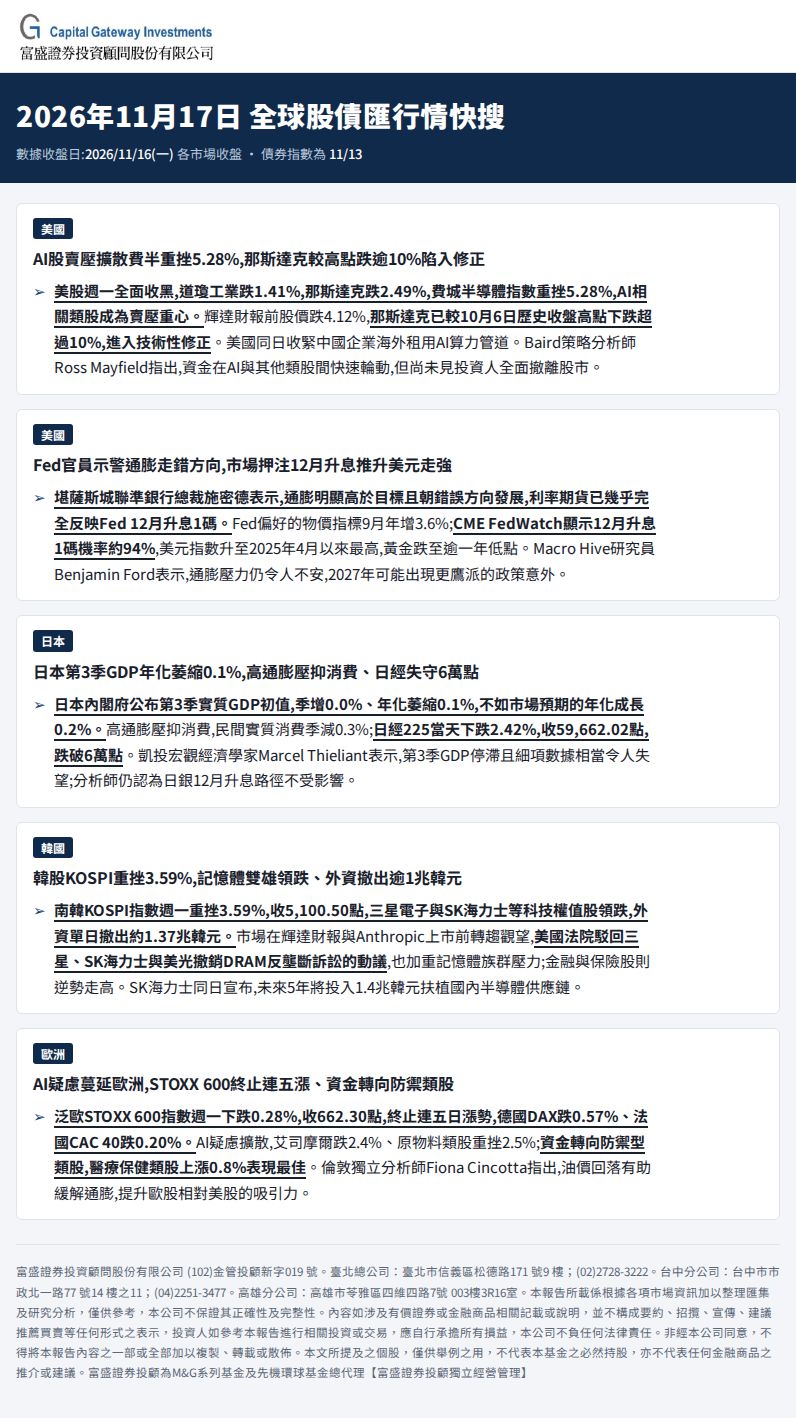 Capital Gateway Investments
富盛證券投資顧問股份有限公司
2026年11月17日 全球股債匯行情快搜
數據收盤日:2026/11/16(一) 各市場收盤 · 債券指數為 11/13
美國
AI股賣壓擴散費半重挫5.28%,那斯達克較高點跌逾10%陷入修正
➢ 美股週一全面收黑,道瓊工業跌1.41%,那斯達克跌2.49%,費城半導體指數重挫5.28%,AI相
關類股成為賣壓重心。輝達財報前股價跌4.12%,那斯達克已較10月6日歷史收盤高點下跌超
過10%,進入技術性修正。美國同日收緊中國企業海外租用AI算力管道。Baird策略分析師
Ross Mayfield指出,資金在AI與其他類股間快速輪動,但尚未見投資人全面撤離股市。
美國
Fed官員示警通膨走錯方向,市場押注12月升息推升美元走強
➢ 堪薩斯城聯準銀行總裁施密德表示,通膨明顯高於目標且朝錯誤方向發展,利率期貨已幾乎完
全反映Fed 12月升息1碼。Fed偏好的物價指標9月年增3.6%;CME FedWatch顯示12月升息
1碼機率約94%,美元指數升至2025年4月以來最高,黃金跌至逾一年低點。Macro Hive研究員
Benjamin Ford表示,通膨壓力仍令人不安,2027年可能出現更鷹派的政策意外。
日本
日本第3季GDP年化萎縮0.1%,高通膨壓抑消費、日經失守6萬點
➢ 日本內閣府公布第3季實質GDP初值,季增0.0%、年化萎縮0.1%,不如市場預期的年化成長
0.2%。高通膨壓抑消費,民間實質消費季減0.3%;日經225當天下跌2.42%,收59,662.02點,
跌破6萬點。凱投宏觀經濟學家Marcel Thieliant表示,第3季GDP停滯且細項數據相當令人失
望;分析師仍認為日銀12月升息路徑不受影響。
韓國
韓股KOSPI重挫3.59%,記憶體雙雄領跌、外資撤出逾1兆韓元
➢ 南韓KOSPI指數週一重挫3.59%,收5,100.50點,三星電子與SK海力士等科技權值股領跌,外
資單日撤出約1.37兆韓元。市場在輝達財報與Anthropic上市前轉趨觀望,美國法院駁回三
星、SK海力士與美光撤銷DRAM反壟斷訴訟的動議,也加重記憶體族群壓力;金融與保險股則
逆勢走高。SK海力士同日宣布,未來5年將投入1.4兆韓元扶植國內半導體供應鏈。
歐洲
AI疑慮蔓延歐洲,STOXX 600終止連五漲、資金轉向防禦類股
➢ 泛歐STOXX 600指數週一下跌0.28%,收662.30點,終止連五日漲勢,德國DAX跌0.57%、法
國CAC 40跌0.20%。AI疑慮擴散,艾司摩爾跌2.4%、原物料類股重挫2.5%;資金轉向防禦型
類股,醫療保健類股上漲0.8%表現最佳。倫敦獨立分析師Fiona Cincotta指出,油價回落有助
緩解通膨,提升歐股相對美股的吸引力。
富盛證券投資顧問股份有限公司 (102)金管投顧新字019 號。臺北總公司：臺北市信義區松德路171 號9 樓；(02)2728-3222。台中分公司：台中市市
政北一路77 號14 樓之11；(04)2251-3477。高雄分公司：高雄市苓雅區四維四路7號 003樓3R16室。本報告所載係根據各項市場資訊加以整理匯集
及研究分析，僅供參考，本公司不保證其正確性及完整性。內容如涉及有價證券或金融商品相關記載或說明，並不構成要約、招攬、宣傳、建議
推薦買賣等任何形式之表示，投資人如參考本報告進行相關投資或交易，應自行承擔所有損益，本公司不負任何法律責任。非經本公司同意，不
得將本報告內容之一部或全部加以複製、轉載或散佈。本文所提及之個股，僅供舉例之用，不代表本基金之必然持股，亦不代表任何金融商品之
推介或建議。富盛證券投顧為M&G系列基金及先機環球基金總代理【富盛證券投顧獨立經營管理】